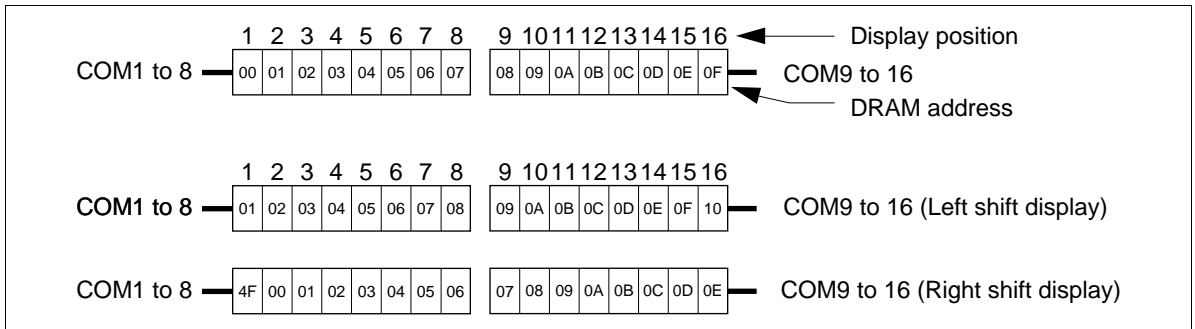 1 2 3 4 5 6 7 8 9 10 11 12 13 14 15 16 Display position
COM1 to 8 00 01 02 03 04 05 06 07 08 09 0A 0B 0C 0D 0E 0F COM9 to 16
DRAM address
1 2 3 4 5 6 7 8 9 10 11 12 13 14 15 16
COM1 to 8 01 02 03 04 05 06 07 08 09 0A 0B 0C 0D 0E 0F 10 COM9 to 16 (Left shift display)
COM1 to 8 4F 00 01 02 03 04 05 06 07 08 09 0A 0B 0C 0D 0E COM9 to 16 (Right shift display)